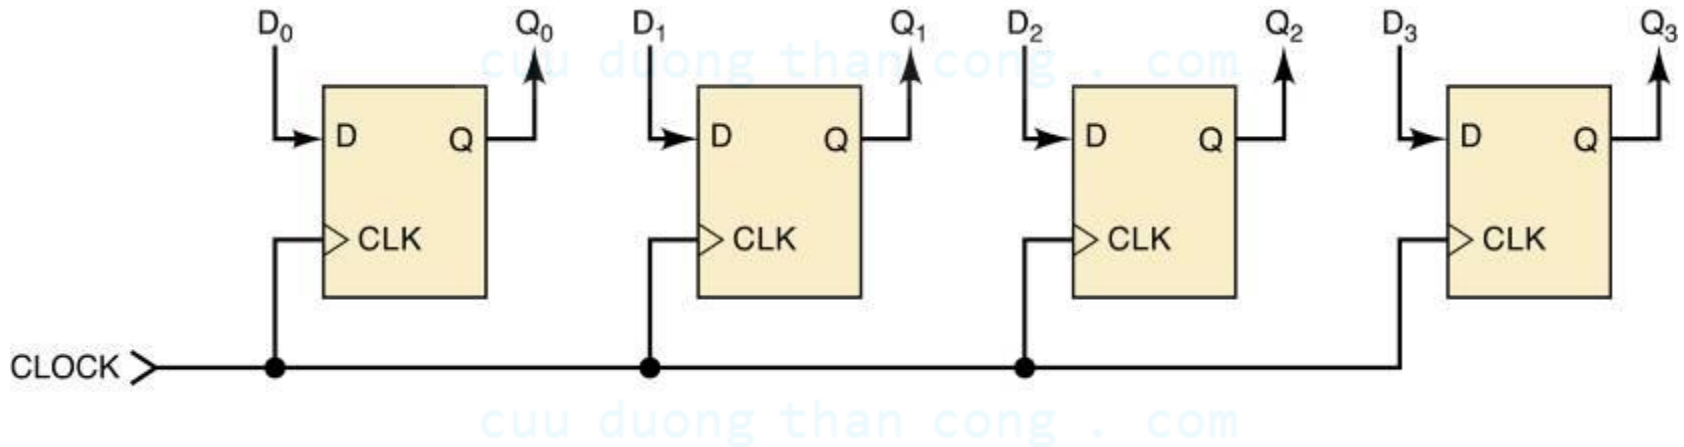 D₀ Q₀ D₁ Q₁ D₂ Q₂ D₃ Q₃
cuu duong than cong . com
D Q D Q D Q D Q
CLK CLK CLK CLK
CLOCK
cuu duong than cong . com